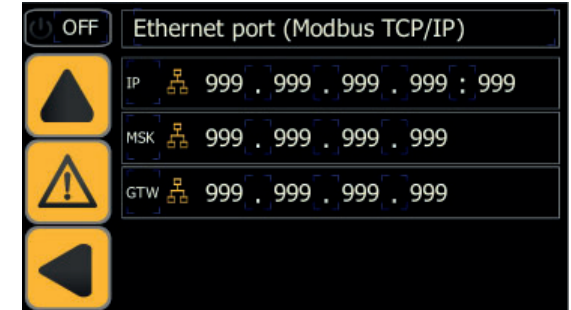 OFF
Ethernet port (Modbus TCP/IP)
IP 999 . 999 . 999 . 999 : 999
MSK 999 . 999 . 999 . 999
GTW 999 . 999 . 999 . 999